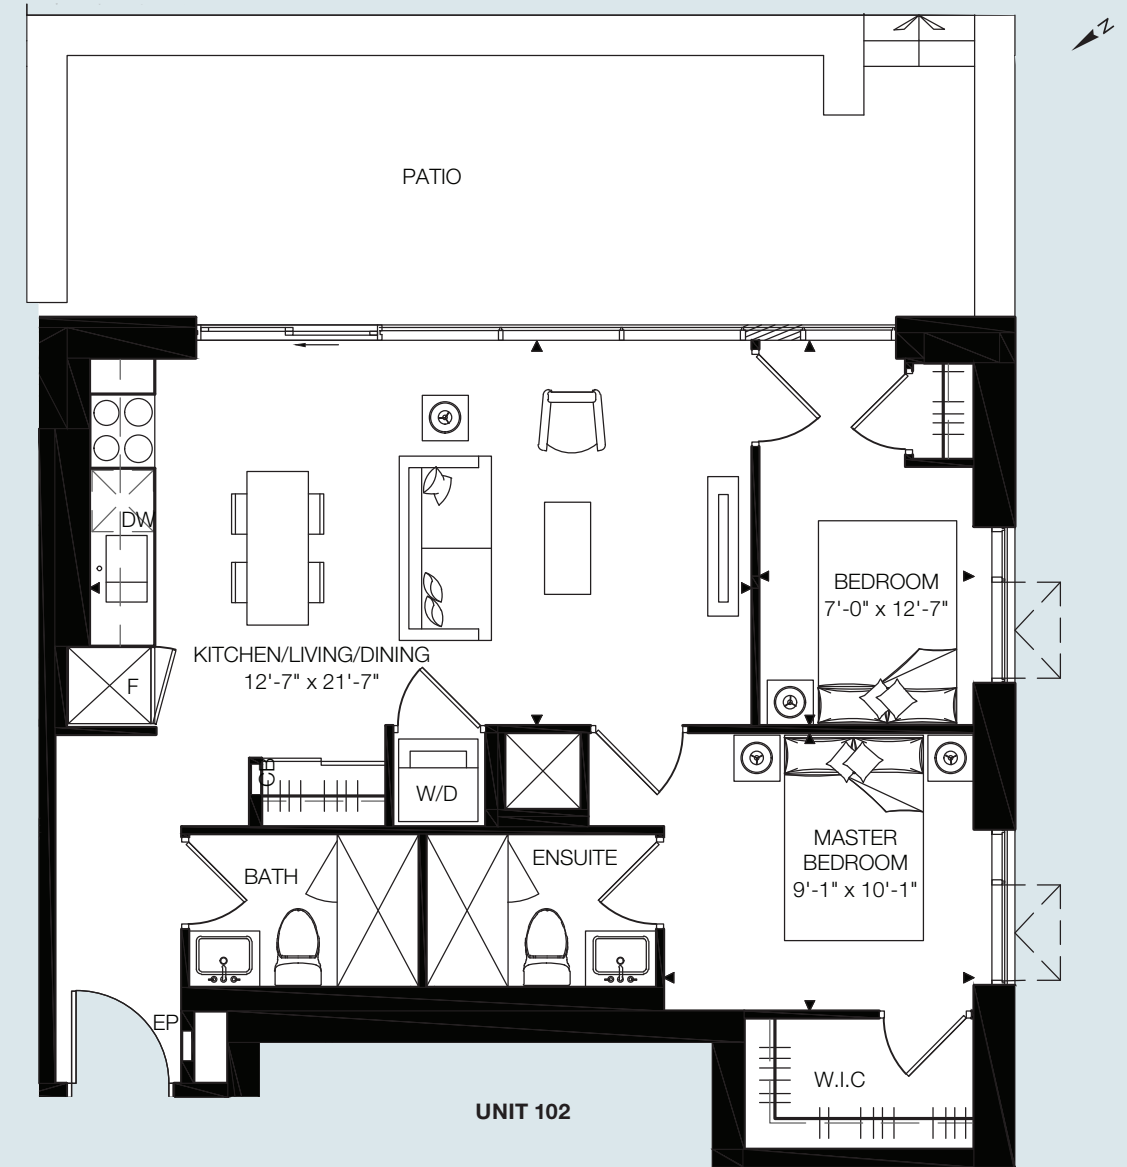 N
PATIO
DW
BEDROOM
7'-0" x 12'-7"
KITCHEN/LIVING/DINING
12'-7" x 21'-7"
F
CB
W/D
MASTER
BEDROOM
9'-1" x 10'-1"
BATH
ENSUITE
EP
W.I.C
UNIT 102